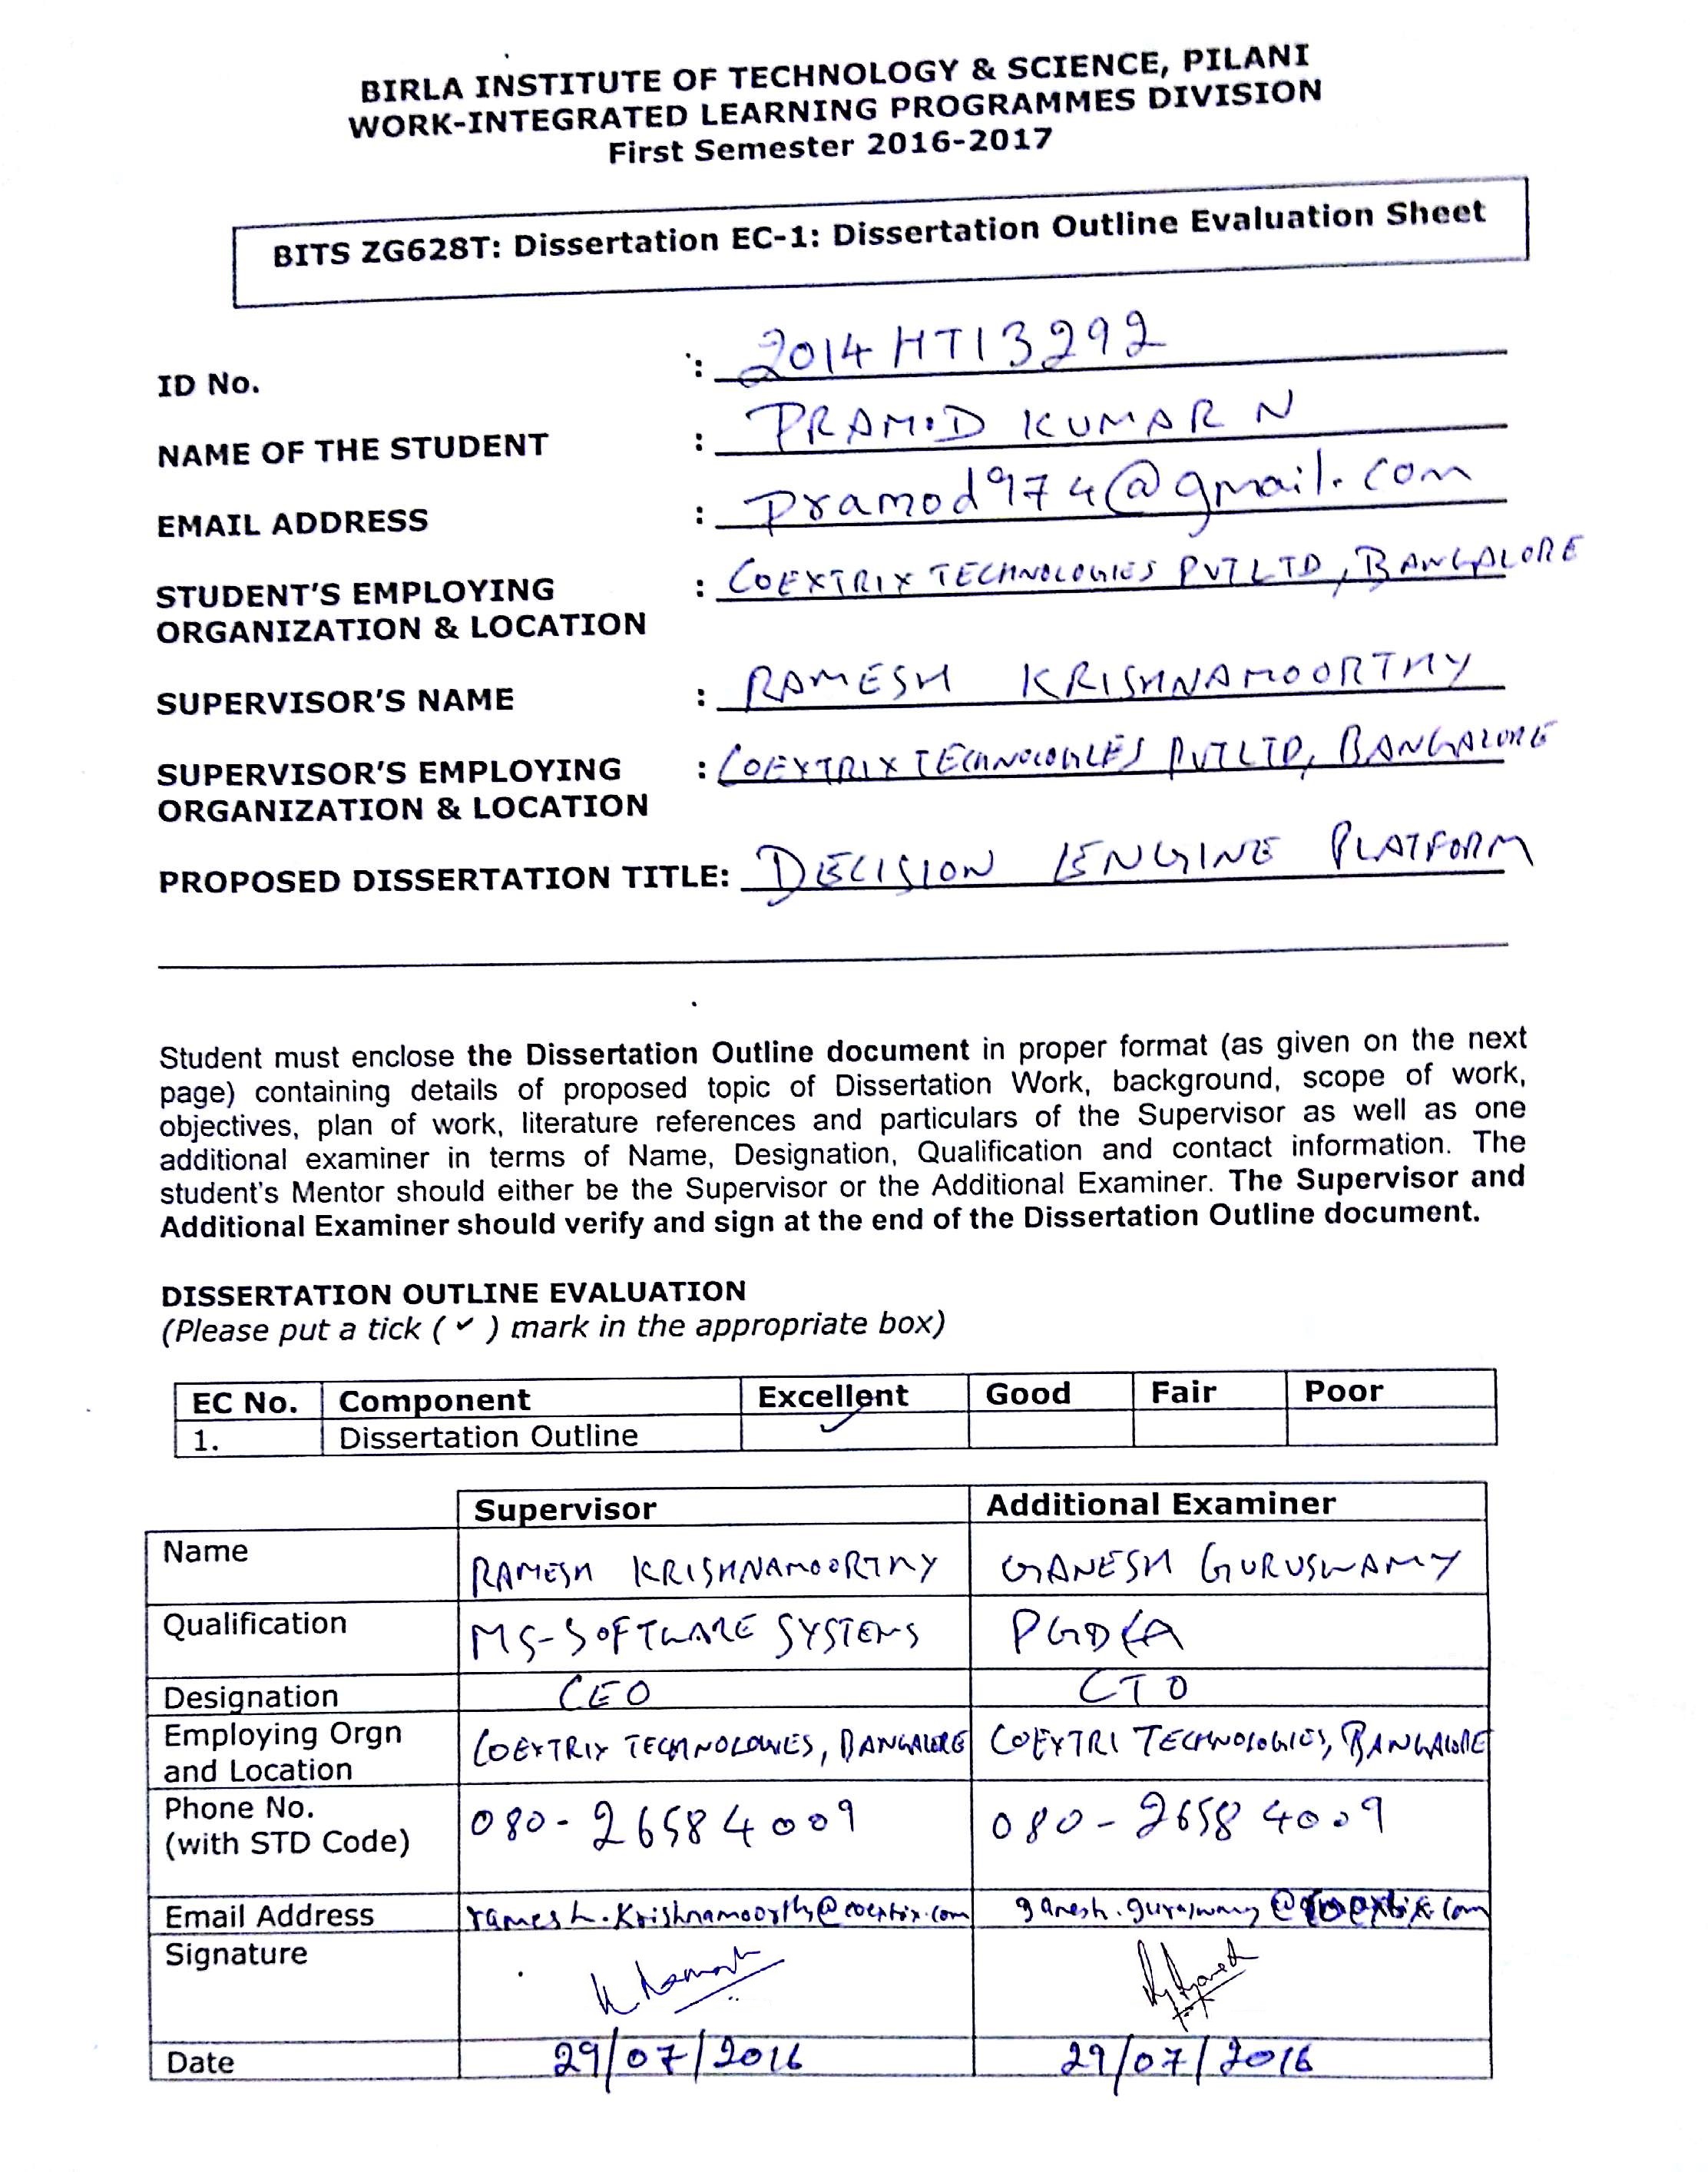 BIRLA INSTITUTE OF TECHNOLOGY & SCIENCE, PILANI
WORK-INTEGRATED LEARNING PROGRAMMES DIVISION
First Semester 2016-2017
BITS ZG628T: Dissertation EC-1: Dissertation Outline Evaluation Sheet
ID No. : 2014HT13292
NAME OF THE STUDENT : PRAMOD KUMAR N
EMAIL ADDRESS : Pramod974@gmail.com
STUDENT'S EMPLOYING : COEXTRIX TECHNOLOGIES PVT LTD, BANGALORE
ORGANIZATION & LOCATION
SUPERVISOR'S NAME : RAMESH KRISHNAMOORTHY
SUPERVISOR'S EMPLOYING : COEXTRIX TECHNOLOGIES PVT LTD, BANGALORE
ORGANIZATION & LOCATION
PROPOSED DISSERTATION TITLE: DECISION ENGINE PLATFORM
Student must enclose the Dissertation Outline document in proper format (as given on the next
page) containing details of proposed topic of Dissertation Work, background, scope of work,
objectives, plan of work, literature references and particulars of the Supervisor as well as one
additional examiner in terms of Name, Designation, Qualification and contact information. The
student's Mentor should either be the Supervisor or the Additional Examiner. The Supervisor and
Additional Examiner should verify and sign at the end of the Dissertation Outline document.
DISSERTATION OUTLINE EVALUATION
(Please put a tick ( ✓ ) mark in the appropriate box)
EC No. Component Excellent Good Fair Poor
1. Dissertation Outline ✓
Supervisor Additional Examiner
Name RAMESH KRISHNAMOORTHY GANESH GURUSWAMY
Qualification MS-SOFTWARE SYSTEMS PGDCA
Designation CEO CTO
Employing Orgn
and Location COEXTRIX TECHNOLOGIES, BANGALORE COEXTRI TECHNOLOGIES, BANGALORE
Phone No.
(with STD Code) 080-26584009 080-26584009
Email Address ramesh.Krishnamoorthy@coextrix.com ganesh.guruswamy
Signature
Date 29/07/2016 29/07/2016